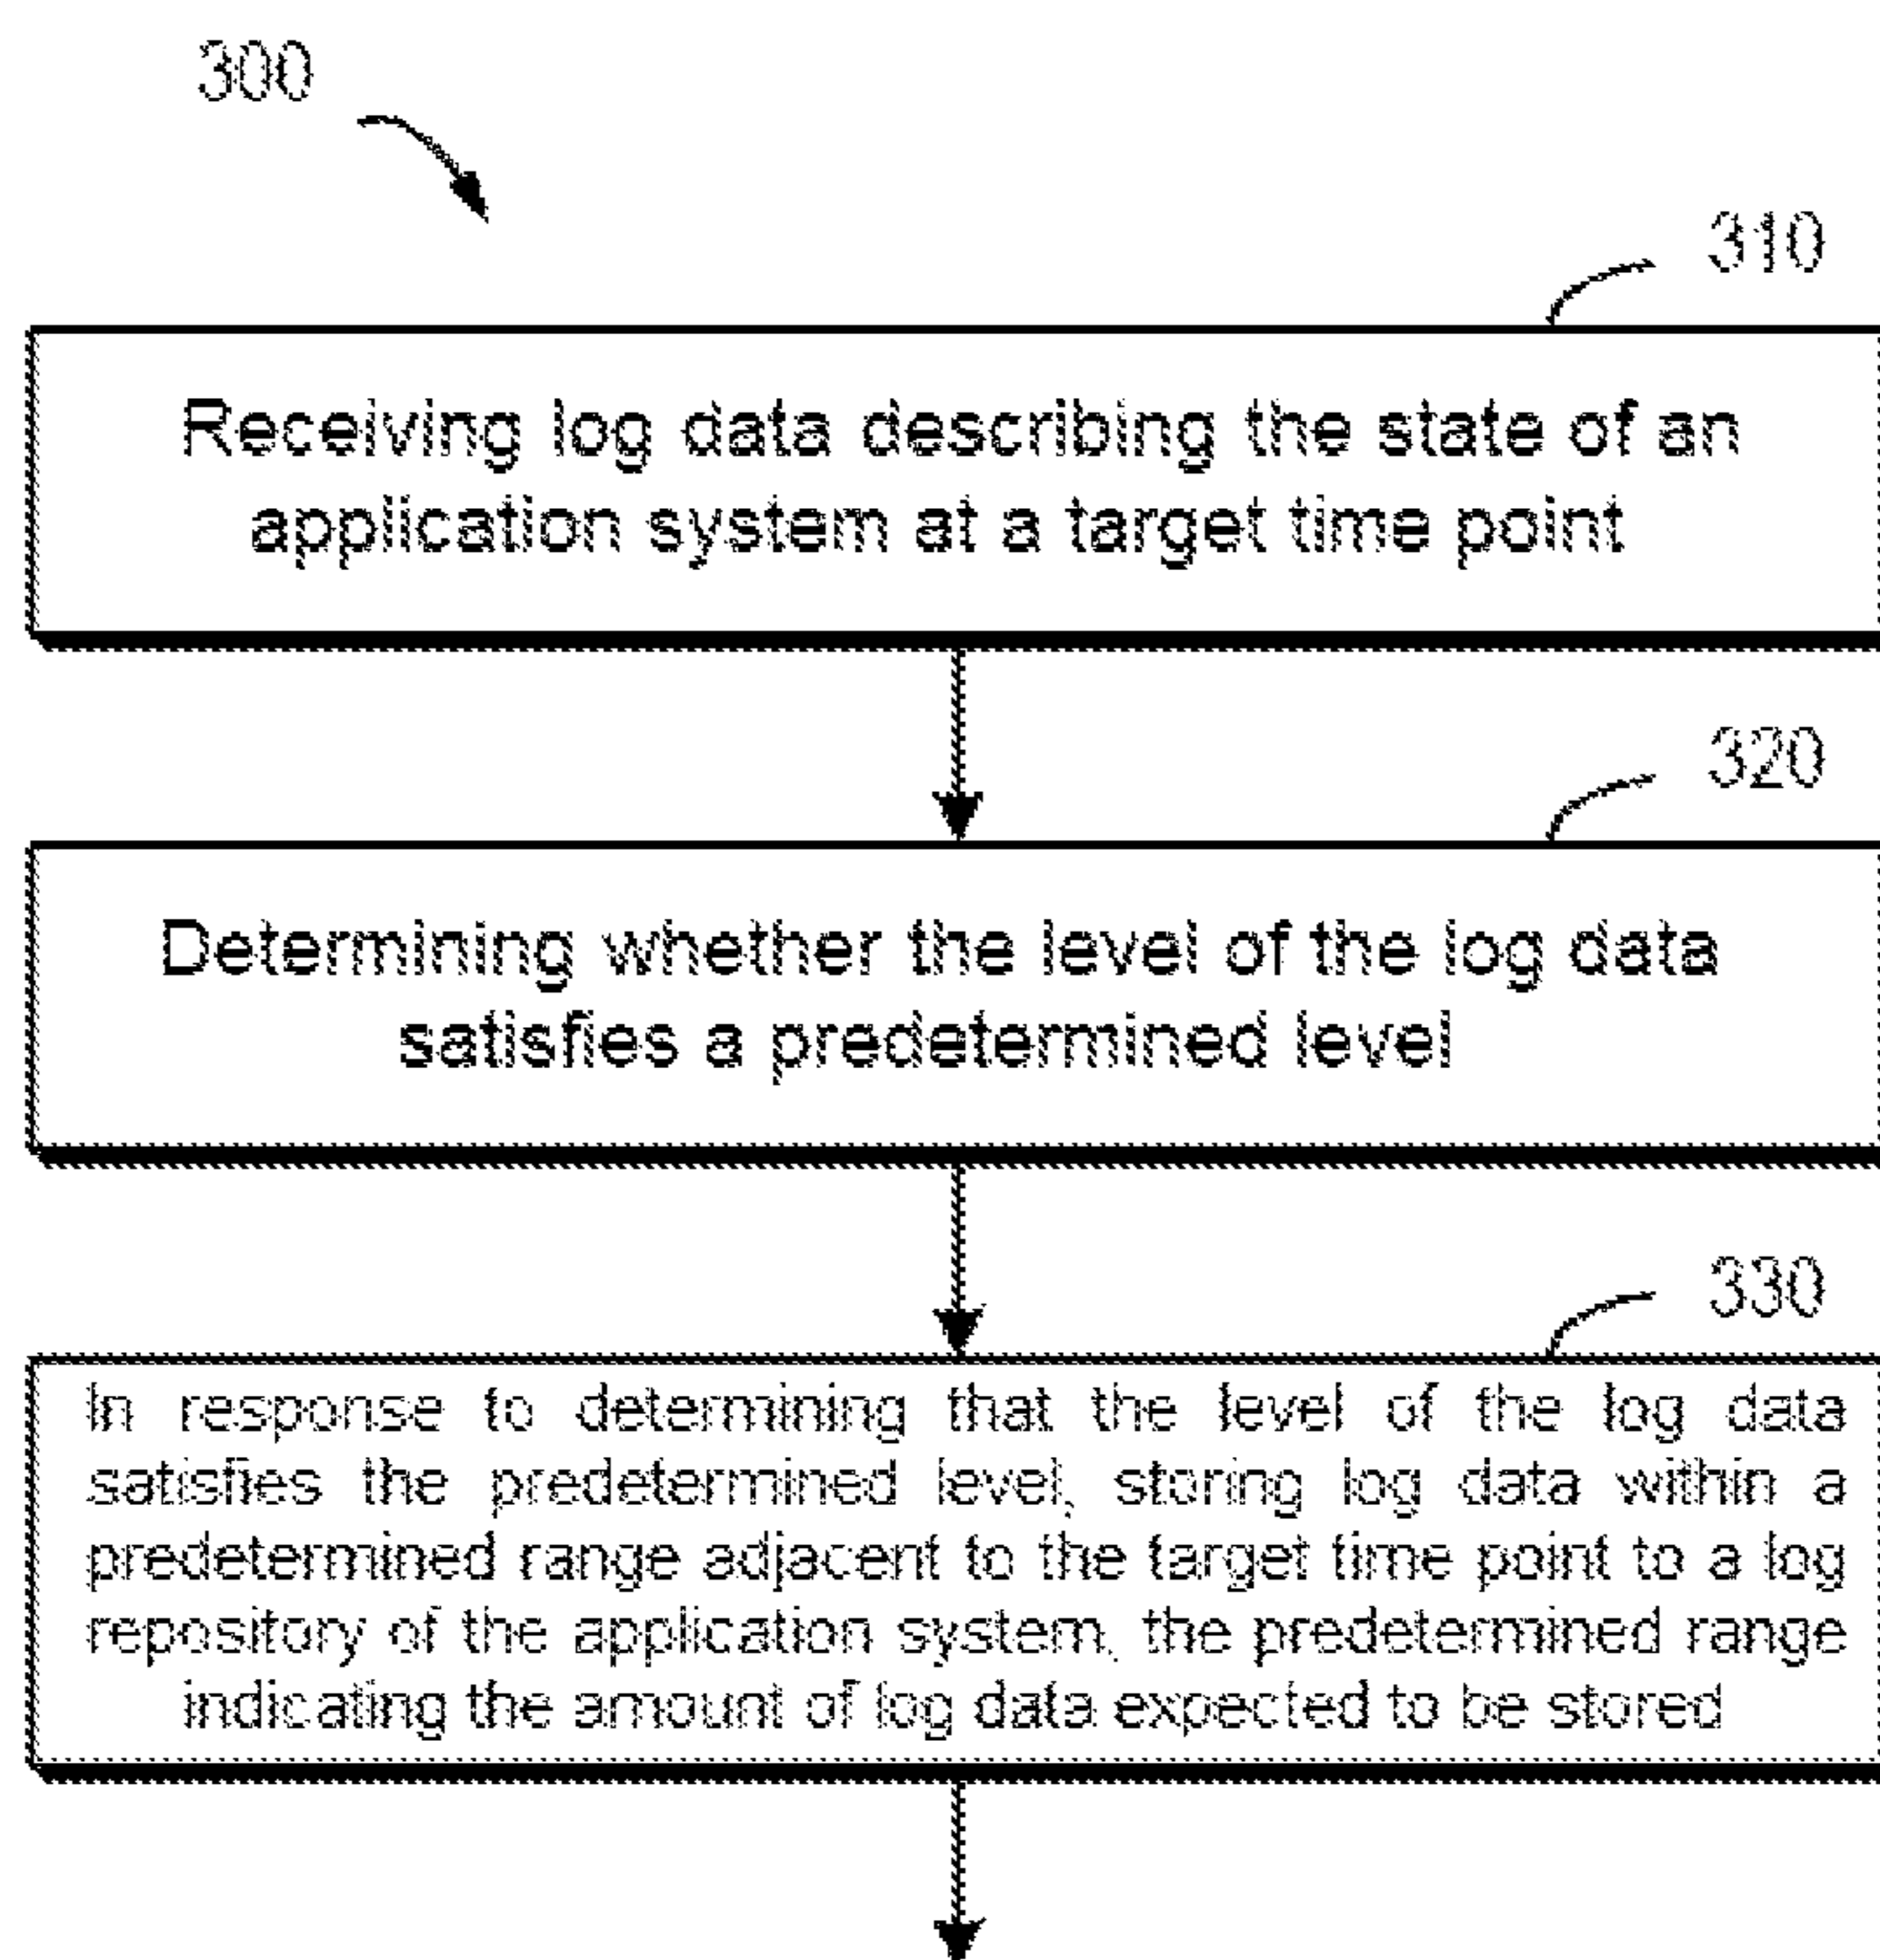 300
310
Receiving log data describing the state of an
application system at a target time point
320
Determining whether the level of the log data
satisfies a predetermined level
330
In response to determining that the level of the log data
satisfies the predetermined level, storing log data within a
predetermined range adjacent to the target time point to a log
repository of the application system, the predetermined range
indicating the amount of log data expected to be stored